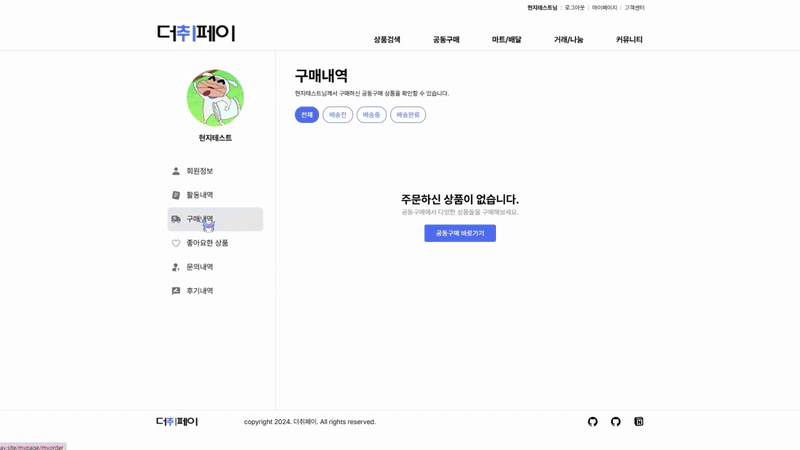 현지테스트님 | 로그아웃 | 마이페이지 | 고객센터
더취페이
상품검색 공동구매 마트/배달 거래/나눔 커뮤니티
현지테스트
회원정보
활동내역
구매내역
좋아요한 상품
문의내역
후기내역
구매내역
현지테스트님께서 구매하신 공동구매 상품을 확인할 수 있습니다.
전체 배송전 배송중 배송완료
주문하신 상품이 없습니다.
공동구매에서 다양한 상품들을 구매해보세요.
공동구매 바로가기
더취페이 copyright 2024. 더취페이. All rights reserved.
ay.site/mypage/myorder